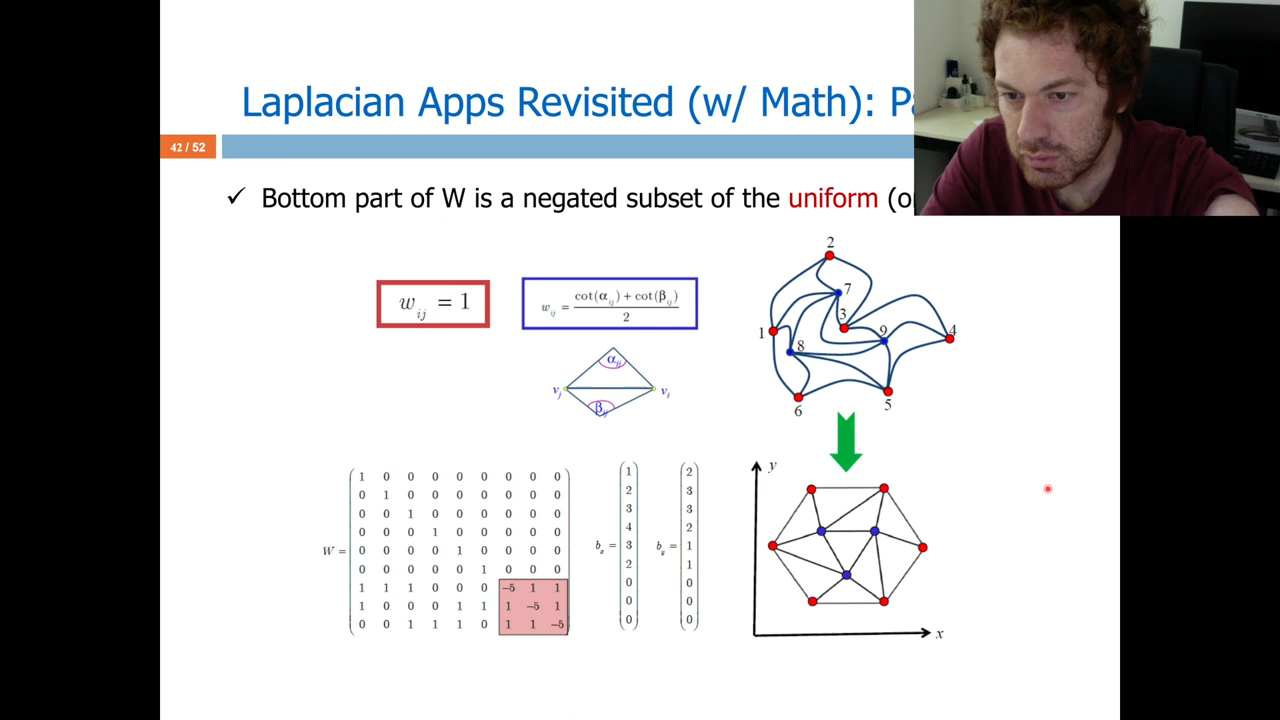 Laplacian Apps Revisited (w/ Math):
42 / 52
✓ Bottom part of W is a negated subset of the uniform
w_ij = 1
w_ij = cot(α_ij) + cot(β_ij) / 2
α_ij
v_j v_i
β_ij
2
7
3
1 9 4
8
6 5
W =
1 0 0 0 0 0 0 0 0
0 1 0 0 0 0 0 0 0
0 0 1 0 0 0 0 0 0
0 0 0 1 0 0 0 0 0
0 0 0 0 1 0 0 0 0
0 0 0 0 0 1 0 0 0
1 1 1 0 0 0 -5 1 1
1 0 0 0 1 1 1 -5 1
0 0 1 1 1 0 1 1 -5
b_x =
1
2
3
4
3
2
0
0
0
b_y =
2
3
3
2
1
1
0
0
0
y
x